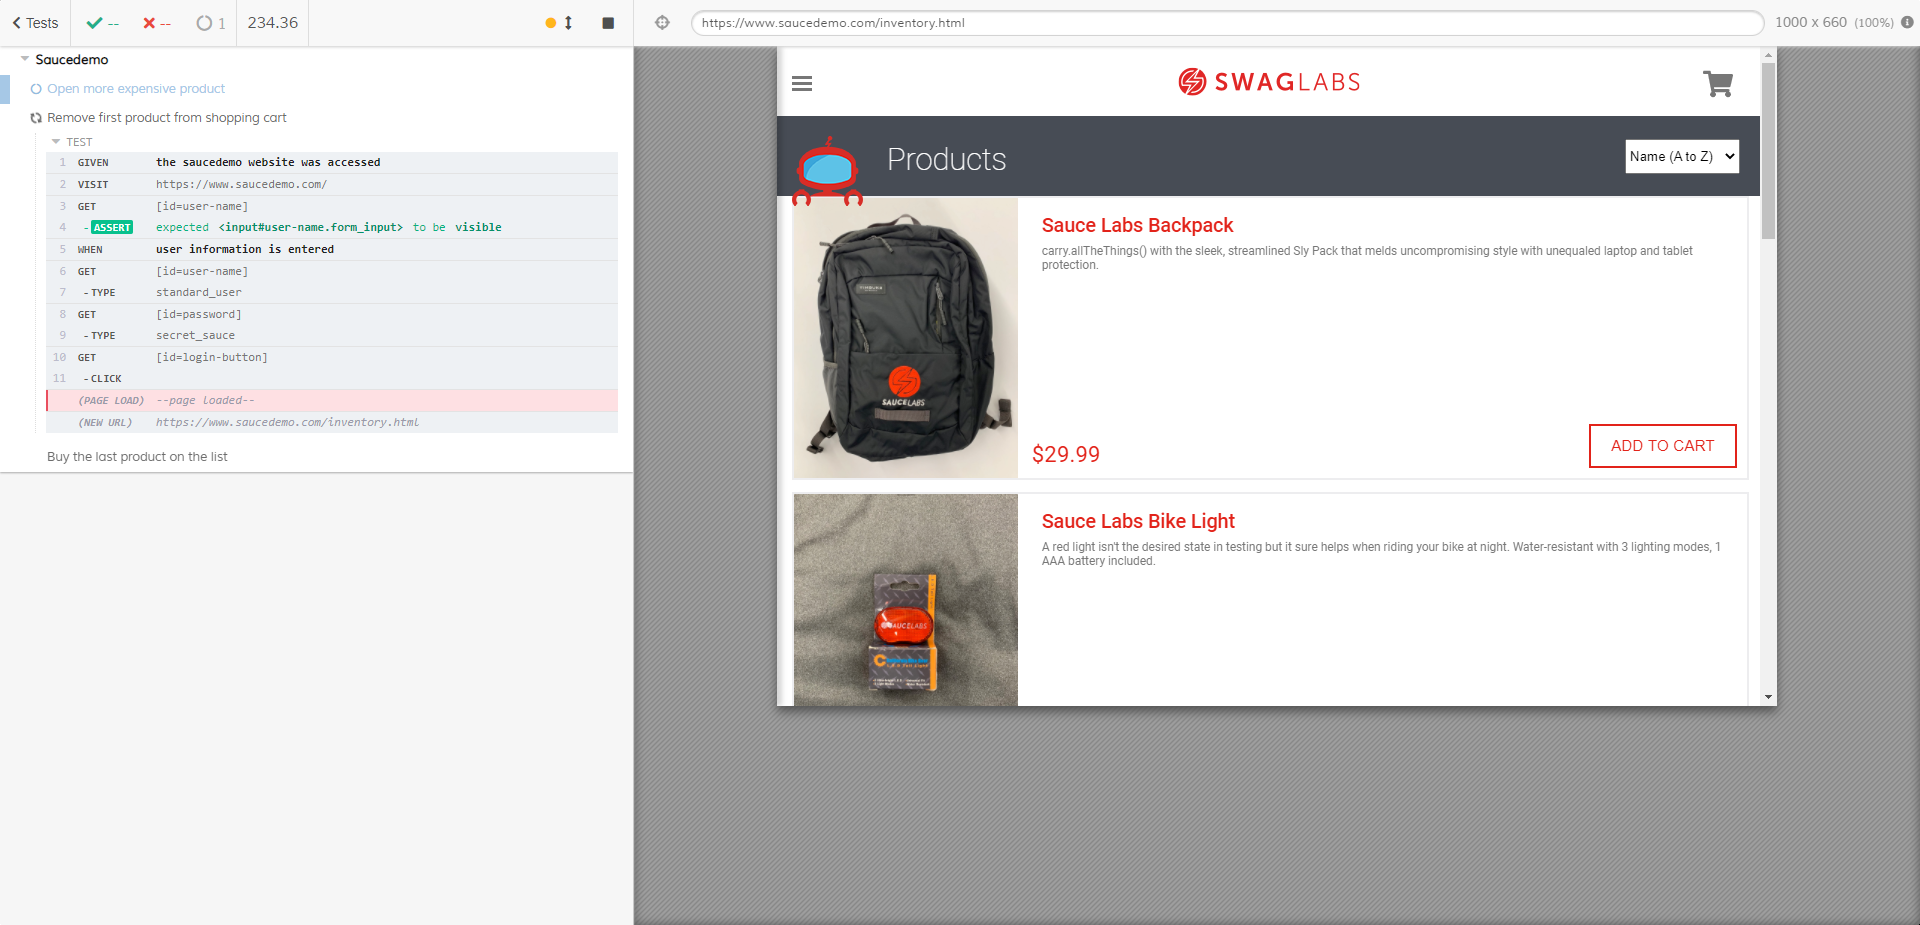 Tests
--
--
1
234.36
https://www.saucedemo.com/inventory.html
1000 x 660 (100%)
Saucedemo
Open more expensive product
Remove first product from shopping cart
TEST
1 GIVEN the saucedemo website was accessed
2 VISIT https://www.saucedemo.com/
3 GET [id=user-name]
4 -ASSERT expected <input#user-name.form_input> to be visible
5 WHEN user information is entered
6 GET [id=user-name]
7 -TYPE standard_user
8 GET [id=password]
9 -TYPE secret_sauce
10 GET [id=login-button]
11 -CLICK
(PAGE LOAD) --page loaded--
(NEW URL) https://www.saucedemo.com/inventory.html
Buy the last product on the list
SWAGLABS
Products
Name (A to Z)
Sauce Labs Backpack
carry.allTheThings() with the sleek, streamlined Sly Pack that melds uncompromising style with unequaled laptop and tablet
protection.
SAUCELABS
$29.99
ADD TO CART
Sauce Labs Bike Light
A red light isn't the desired state in testing but it sure helps when riding your bike at night. Water-resistant with 3 lighting modes, 1
AAA battery included.
SAUCELABS